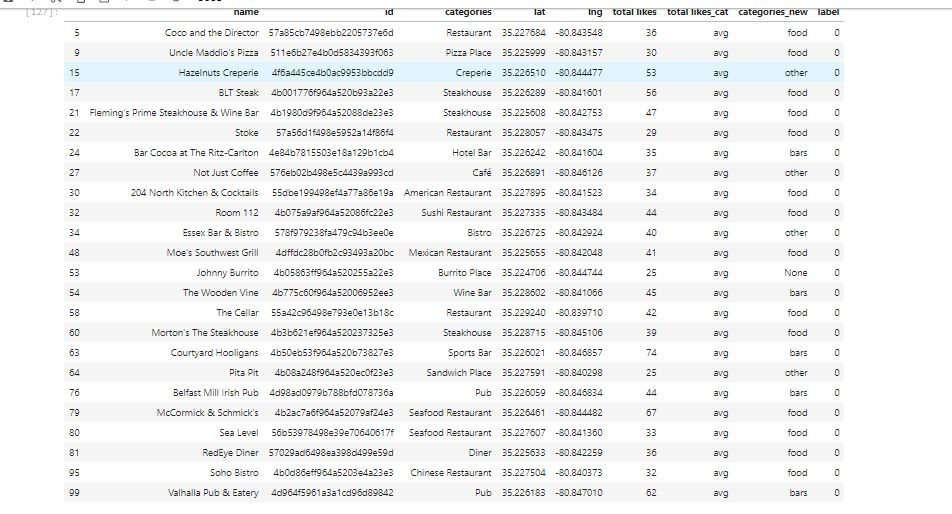 [127]:
name id categories lat lng total likes total likes_cat categories_new label
5 Coco and the Director 57a85cb7498ebb2205737e6d Restaurant 35.227684 -80.843548 36 avg food 0
9 Uncle Maddio's Pizza 511e6b27e4b0d5834393f063 Pizza Place 35.225999 -80.843157 30 avg food 0
15 Hazelnuts Creperie 4f6a445ce4b0ac9953bbcdd9 Creperie 35.226510 -80.844477 53 avg other 0
17 BLT Steak 4b001776f964a520b93a22e3 Steakhouse 35.226289 -80.841601 56 avg food 0
21 Fleming's Prime Steakhouse & Wine Bar 4b1980d9f964a52088de23e3 Steakhouse 35.225608 -80.842753 47 avg food 0
22 Stoke 57a56d1f498e5952a14f86f4 Restaurant 35.228057 -80.843475 29 avg food 0
24 Bar Cocoa at The Ritz-Carlton 4e84b7815503e18a129b1cb4 Hotel Bar 35.226242 -80.841604 35 avg bars 0
27 Not Just Coffee 576eb02b498e5c4439a993cd Café 35.226891 -80.846126 37 avg other 0
30 204 North Kitchen & Cocktails 55dbe199498ef4a77a86e19a American Restaurant 35.227895 -80.841523 34 avg food 0
32 Room 112 4b075a9af964a52086fc22e3 Sushi Restaurant 35.227335 -80.843484 44 avg food 0
34 Essex Bar & Bistro 578f979238fa479c94b3ee0e Bistro 35.226725 -80.842924 40 avg other 0
48 Moe's Southwest Grill 4dffdc28b0fb2c93493a20bc Mexican Restaurant 35.225655 -80.842048 41 avg food 0
53 Johnny Burrito 4b05863ff964a520255a22e3 Burrito Place 35.224706 -80.844744 25 avg None 0
54 The Wooden Vine 4b775c60f964a52006952ee3 Wine Bar 35.228602 -80.841066 45 avg bars 0
58 The Cellar 55a42c96498e793e0e13b18c Restaurant 35.229240 -80.839710 42 avg food 0
60 Morton's The Steakhouse 4b3b621ef964a520237325e3 Steakhouse 35.228715 -80.845106 39 avg food 0
63 Courtyard Hooligans 4b50eb53f964a520b73827e3 Sports Bar 35.226021 -80.846857 74 avg bars 0
64 Pita Pit 4b08a248f964a520ec0f23e3 Sandwich Place 35.227591 -80.840298 25 avg other 0
76 Belfast Mill Irish Pub 4d98ad0979b788bfd078736a Pub 35.226059 -80.846834 44 avg bars 0
79 McCormick & Schmick's 4b2ac7a6f964a52079af24e3 Seafood Restaurant 35.226461 -80.844482 67 avg food 0
80 Sea Level 56b53978498e39e70640617f Seafood Restaurant 35.227607 -80.841360 33 avg food 0
81 RedEye Diner 57029ad6498ea398d499e59d Diner 35.225633 -80.842259 36 avg food 0
95 Soho Bistro 4b0d86eff964a5203e4a23e3 Chinese Restaurant 35.227504 -80.840373 32 avg food 0
99 Valhalla Pub & Eatery 4d964f5961a3a1cd96d89842 Pub 35.226183 -80.847010 62 avg bars 0